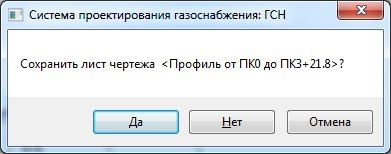 Система проектирования газоснабжения: ГСН
Сохранить лист чертежа <Профиль от ПК0 до ПК3+21.8>?
Да Нет Отмена